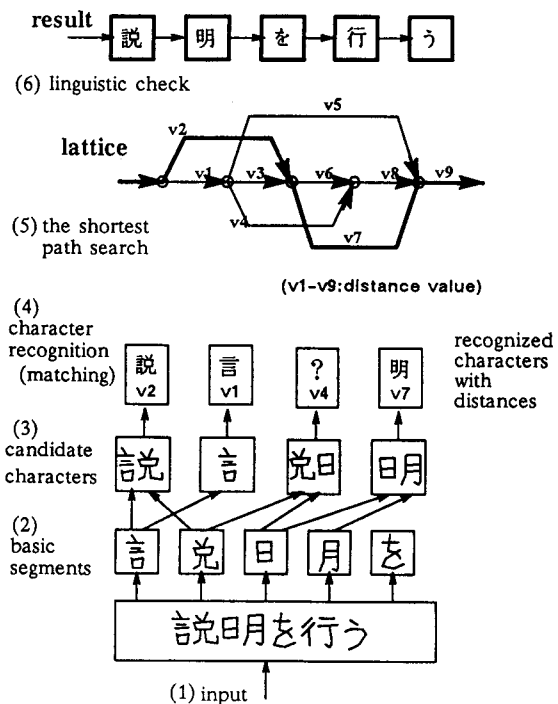 result
説 明 を 行 う
(6) linguistic check
v5
v2
lattice
v1 v3 v6 v8 v9
v4
(5) the shortest
path search
v7
(v1-v9:distance value)
(4)
character
recognition
(matching)
説
v2
言
v1
?
v4
明
v7
recognized
characters
with
distances
(3)
candidate
characters
説 言 兌日 日月
(2)
basic
segments
言 兌 日 月 を
説日月を行う
(1) input